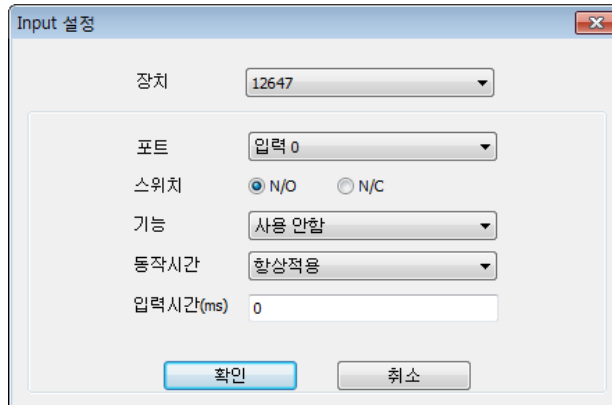 Input 설정
장치 12647
포트 입력 0
스위치 N/O N/C
기능 사용 안함
동작시간 항상적용
입력시간(ms) 0
확인 취소